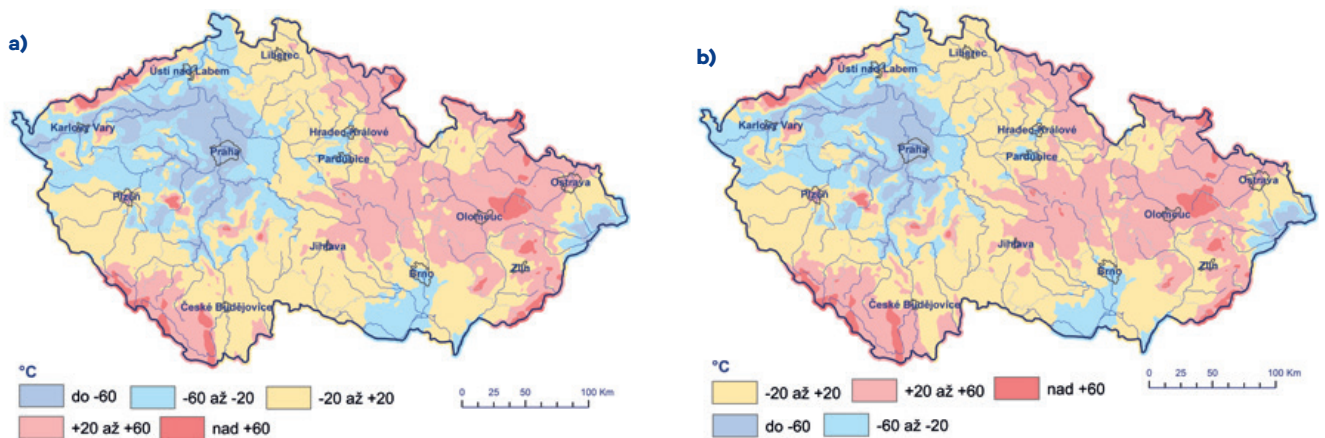 a)
Liberec
Ústí nad Labem
Karlovy Vary
Hradec Králové
Praha
Pardubice
Ostrava
Plzeň
Olomouc
Jihlava
Brno
Zlín
České Budějovice
°C
do -60
-60 až -20
-20 až +20
+20 až +60
nad +60
0 25 50 100 Km
b)
Liberec
Ústí nad Labem
Karlovy Vary
Hradec Králové
Praha
Pardubice
Ostrava
Plzeň
Olomouc
Jihlava
Brno
Zlín
České Budějovice
°C
-20 až +20
+20 až +60
nad +60
do -60
-60 až -20
0 25 50 100 Km